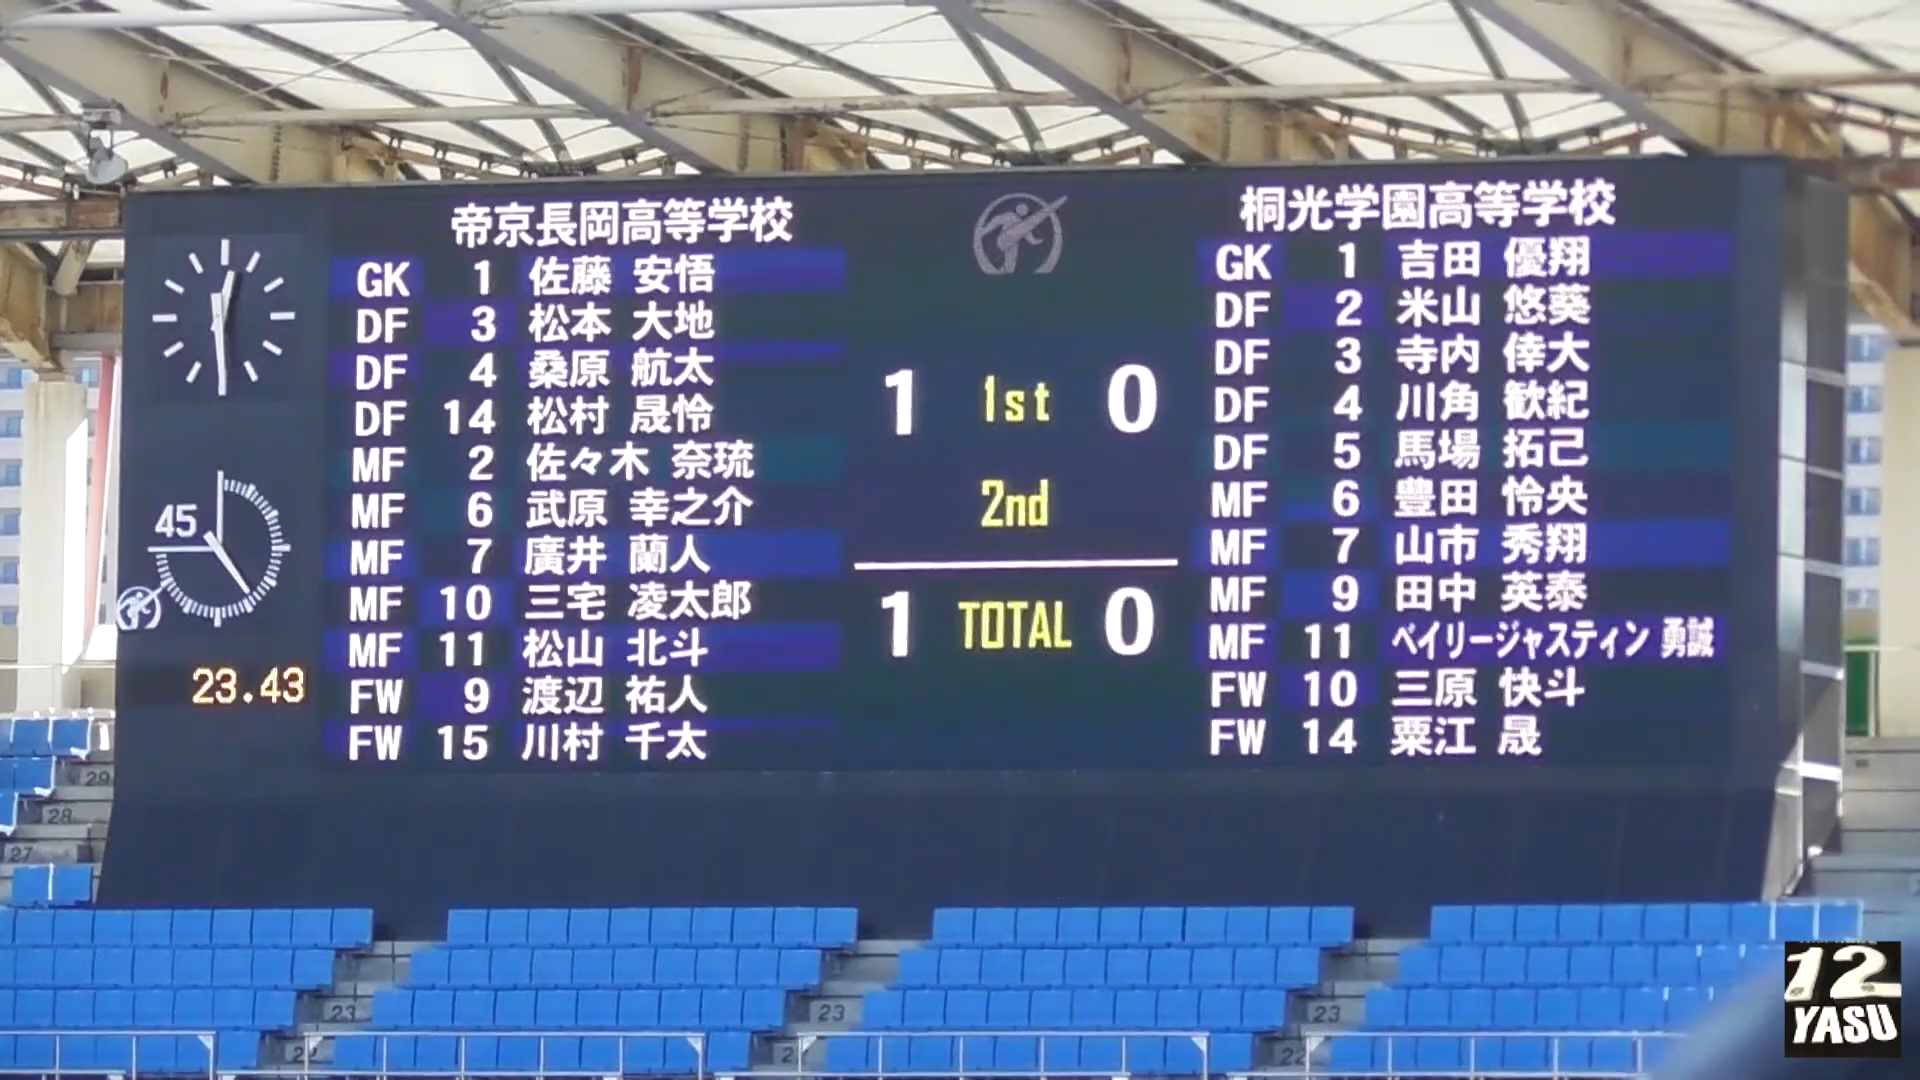 帝京長岡高等学校
GK 1 佐藤 安悟
DF 3 松本 大地
DF 4 桑原 航太
DF 14 松村 晟怜
MF 2 佐々木 奈琉
MF 6 武原 幸之介
MF 7 廣井 蘭人
MF 10 三宅 凌太郎
MF 11 松山 北斗
FW 9 渡辺 祐人
FW 15 川村 千太
1 1st 0
2nd
1 TOTAL 0
桐光学園高等学校
GK 1 吉田 優翔
DF 2 米山 悠葵
DF 3 寺内 倖大
DF 4 川角 歓紀
DF 5 馬場 拓己
MF 6 豊田 怜央
MF 7 山市 秀翔
MF 9 田中 英泰
MF 11 ベイリージャスティン 勇誠
FW 10 三原 快斗
FW 14 粟江 晟
45
23.43
29
28
27
23
23
23
22
22
12
YASU